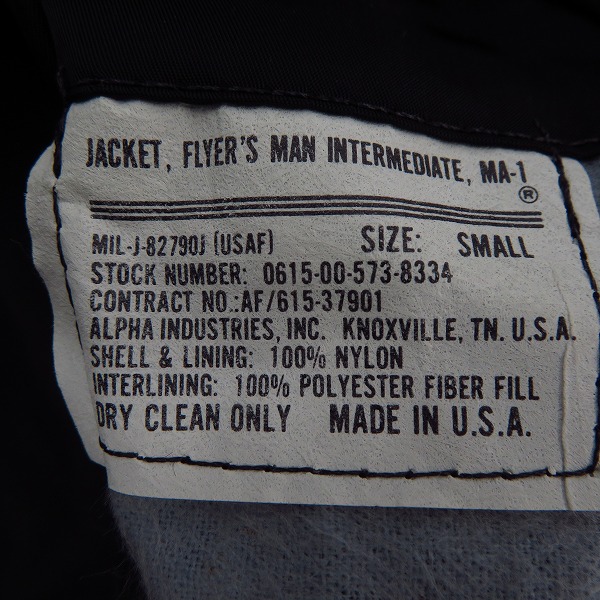 JACKET, FLYER'S MAN INTERMEDIATE, MA-1
®
MIL-J-82790J (USAF) SIZE: SMALL
STOCK NUMBER: 0615-00-573-8334
CONTRACT NO.:AF/615-37901
ALPHA INDUSTRIES, INC. KNOXVILLE, TN. U.S.A.
SHELL & LINING: 100% NYLON
INTERLINING: 100% POLYESTER FIBER FILL
DRY CLEAN ONLY MADE IN U.S.A.